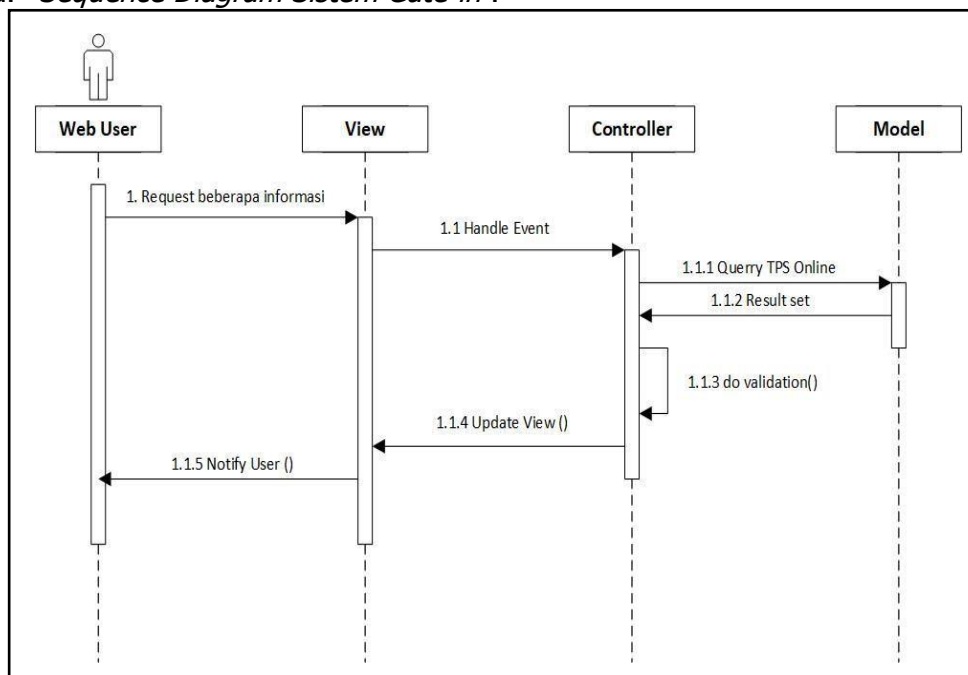 Sequence Diagram Sistem Gate In :
Web User
View
Controller
Model
1. Request beberapa informasi
1.1 Handle Event
1.1.1 Querry TPS Online
1.1.2 Result set
1.1.3 do validation()
1.1.4 Update View ()
1.1.5 Notify User ()